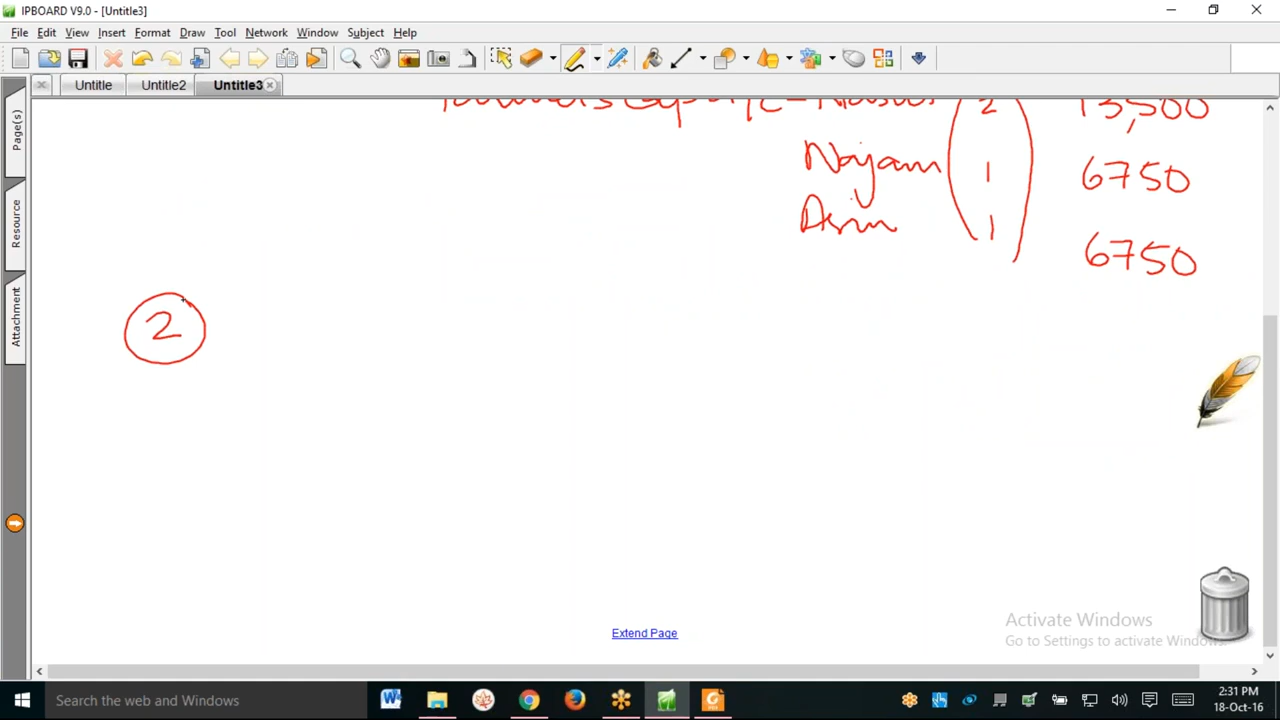 IPBOARD V9.0 - [Untitle3]
File Edit View Insert Format Draw Tool Network Window Subject Help
Untitle Untitle2 Untitle3
Page(s)
Resource
Attachment
2 13,500
Najam 1 6750
Asim 1
6750
2
Extend Page
Activate Windows
Go to Settings to activate Windows.
Search the web and Windows
2:31 PM
18-Oct-16